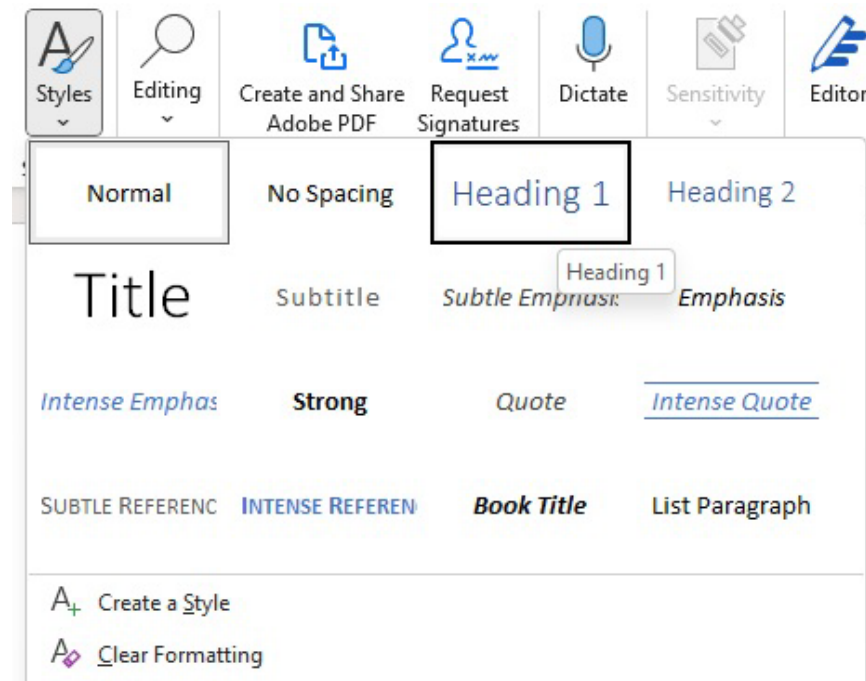 Styles Editing Create and Share Adobe PDF Request Signatures Dictate Sensitivity Editor
Normal No Spacing Heading 1 Heading 2
Heading 1
Title Subtitle Subtle Emphasis Emphasis
Intense Emphas Strong Quote Intense Quote
SUBTLE REFERENC INTENSE REFEREN Book Title List Paragraph
Create a Style
Clear Formatting